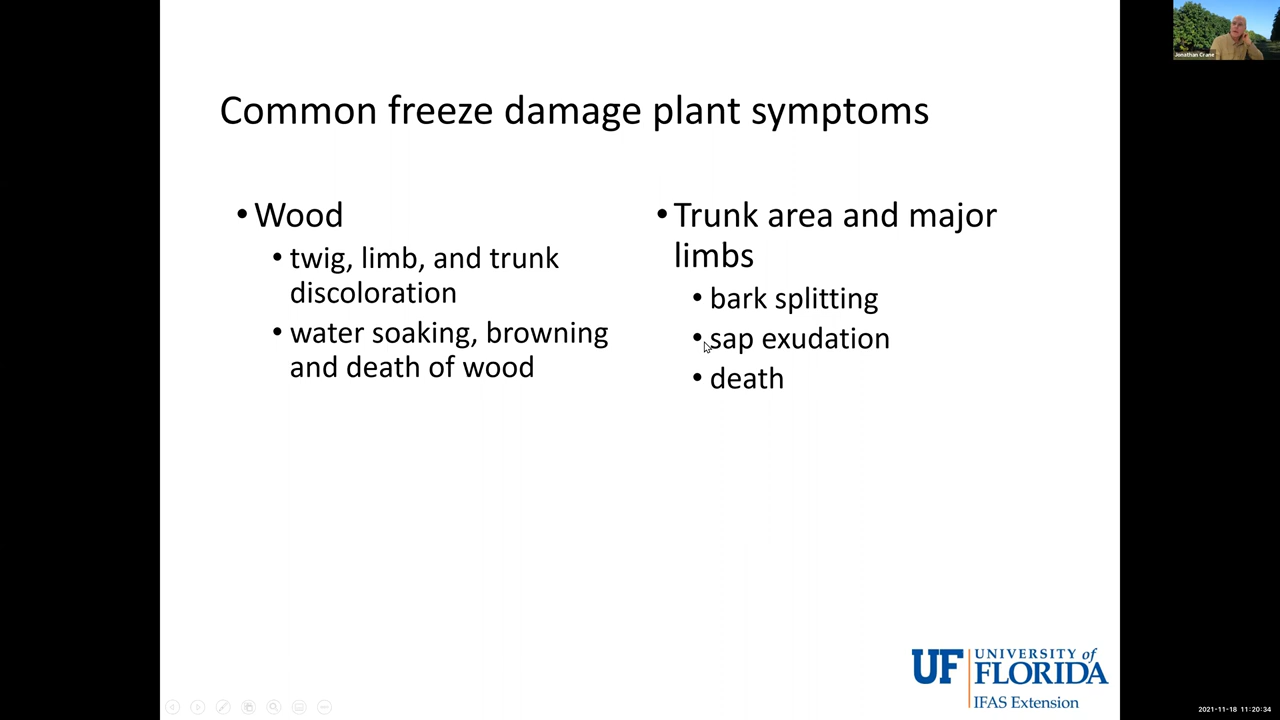 Jonathan Crane
Common freeze damage plant symptoms
• Wood
• twig, limb, and trunk
discoloration
• water soaking, browning
and death of wood
• Trunk area and major
limbs
• bark splitting
• sap exudation
• death
UF UNIVERSITY of
FLORIDA
IFAS Extension
2021-11-18 11:20:34